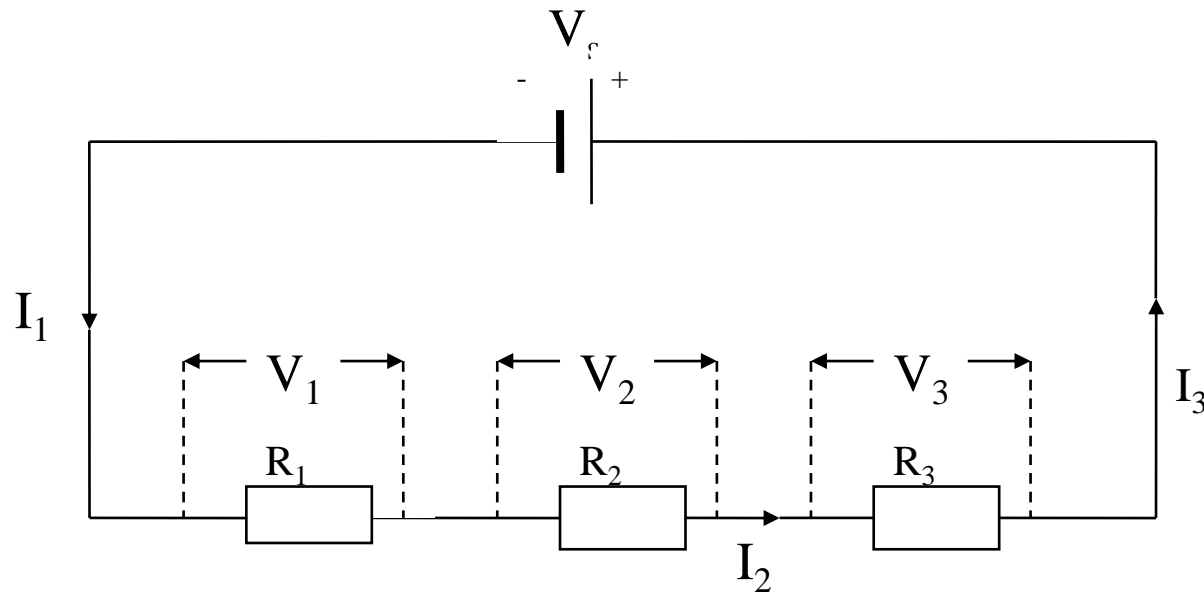 V
- +
I₁
V₁ V₂ V₃
I₃
R₁ R₂ R₃
I₂